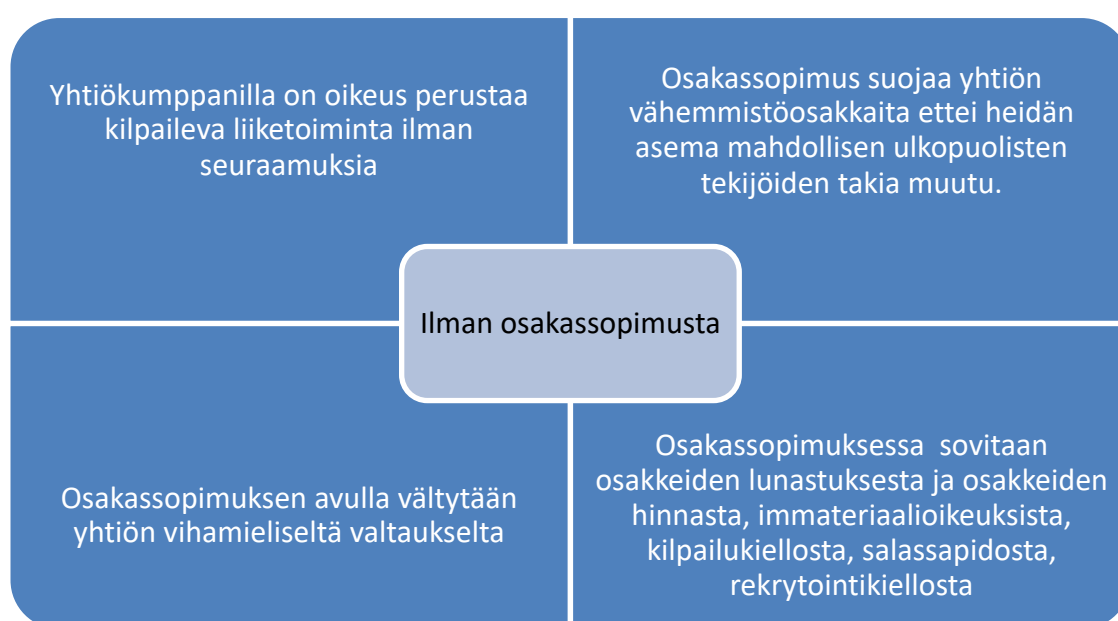 Yhtiökumppanilla on oikeus perustaa
kilpaileva liiketoiminta ilman
seuraamuksia
Osakassopimus suojaa yhtiön
vähemmistöosakkaita ettei heidän
asema mahdollisen ulkopuolisten
tekijöiden takia muutu.
Ilman osakassopimusta
Osakassopimuksen avulla vältytään
yhtiön vihamieliseltä valtaukselta
Osakassopimuksessa sovitaan
osakkeiden lunastuksesta ja osakkeiden
hinnasta, immateriaalioikeuksista,
kilpailukiellosta, salassapidosta,
rekrytointikiellosta